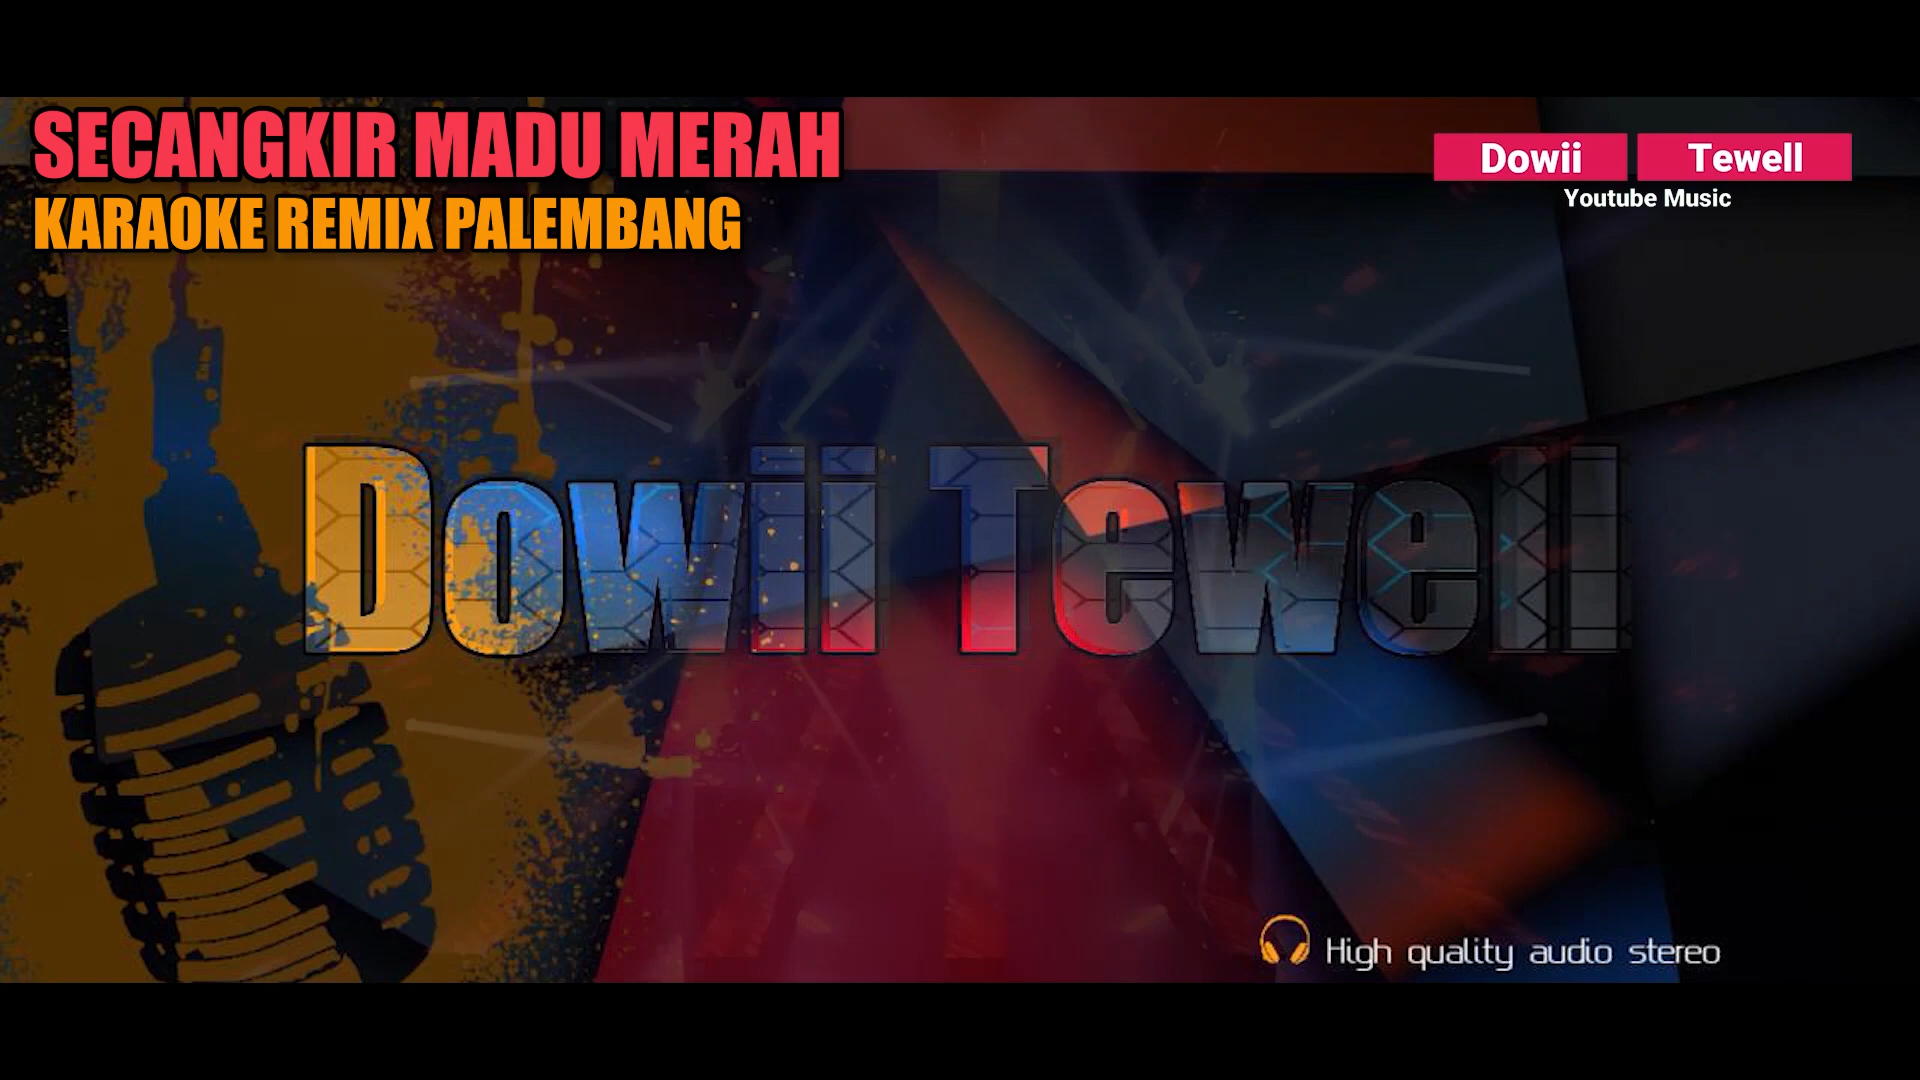 SECANGKIR MADU MERAH
KARAOKE REMIX PALEMBANG
Dowii Tewell
Youtube Music
Dowii Tewell
High quality audio stereo